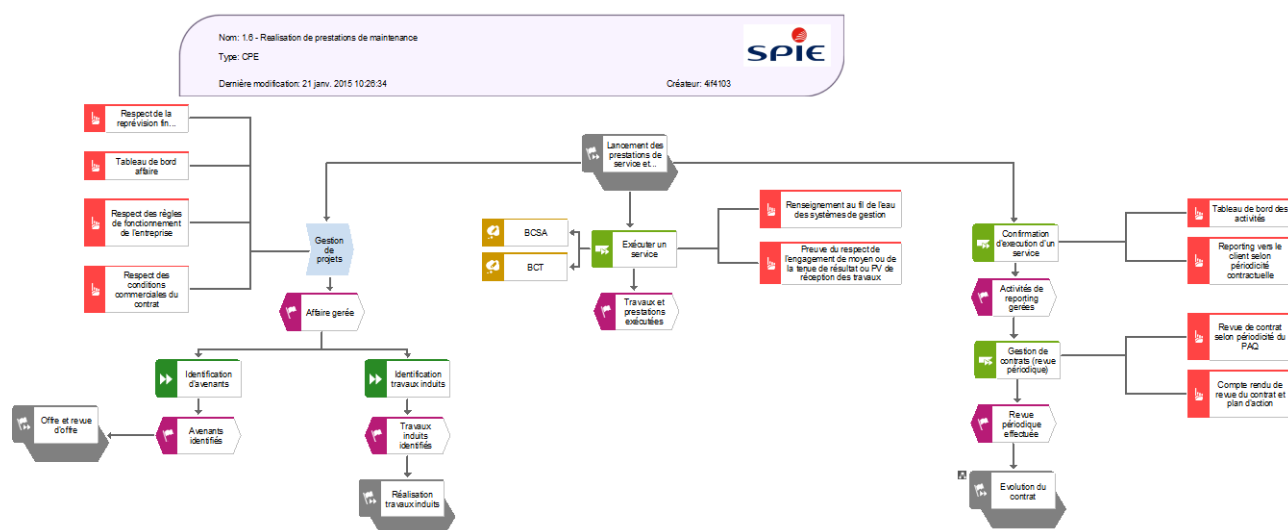 Nom: 1.6 - Realisation de prestations de maintenance
Type: CPE
SPIE
Dernière modification: 21 janv. 2015 10:26:34
Créateur: 4if4103
Respect de la
reprévision fin...
Tableau de bord
affaire
Respect des règles
de fonctionnement
de l'entreprise
Respect des
conditions
commerciales du
contrat
Gestion
de
projets
Affaire gerée
Identification
d'avenants
Identification
travaux induits
Offre et revue
d'offre
Avenants
identifiés
Travaux
induits
identifiés
Réalisation
travaux induits
Lancement des
prestations de
service et...
BCSA
BCT
Exécuter un
service
Renseignement au fil de l'eau
des systèmes de gestion
Preuve du respect de
l'engagement de moyen ou de
la tenue de résultat ou PV de
réception des travaux
Travaux et
prestations
exécutées
Confirmation
d'execution d'un
service
Tableau de bord des
activités
Reporting vers le
client selon
périodicité
contractuelle
Activités de
reporting
gerées
Gestion de
contrats (revue
périodique)
Revue de contrat
selon périodicité du
PAQ
Compte rendu de
revue du contrat et
plan d'action
Revue
périodique
effectuée
Evolution du
contrat